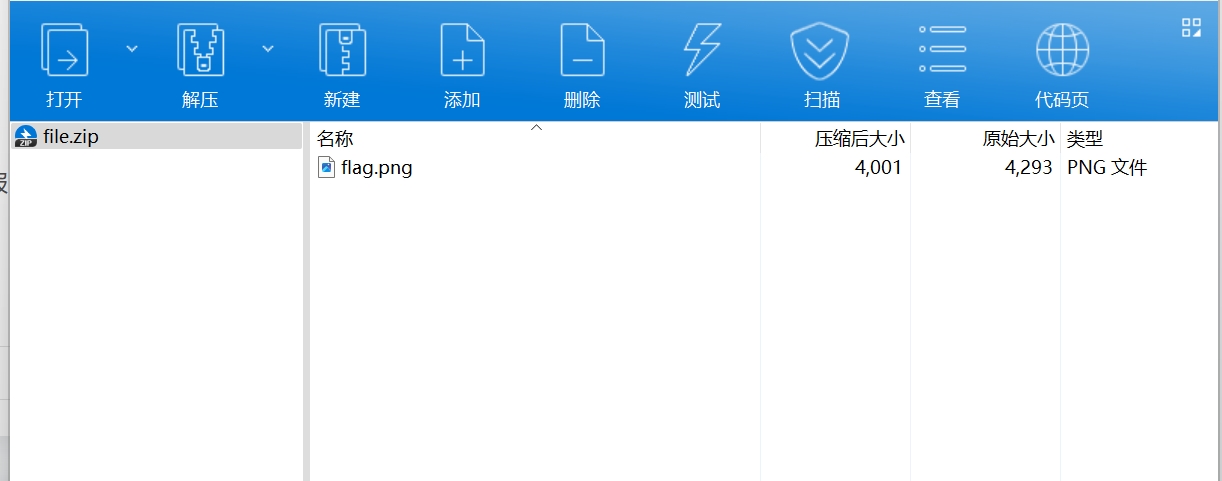 打开 解压 新建 添加 删除 测试 扫描 查看 代码页
ZIP file.zip
名称 压缩后大小 原始大小 类型
flag.png 4,001 4,293 PNG 文件